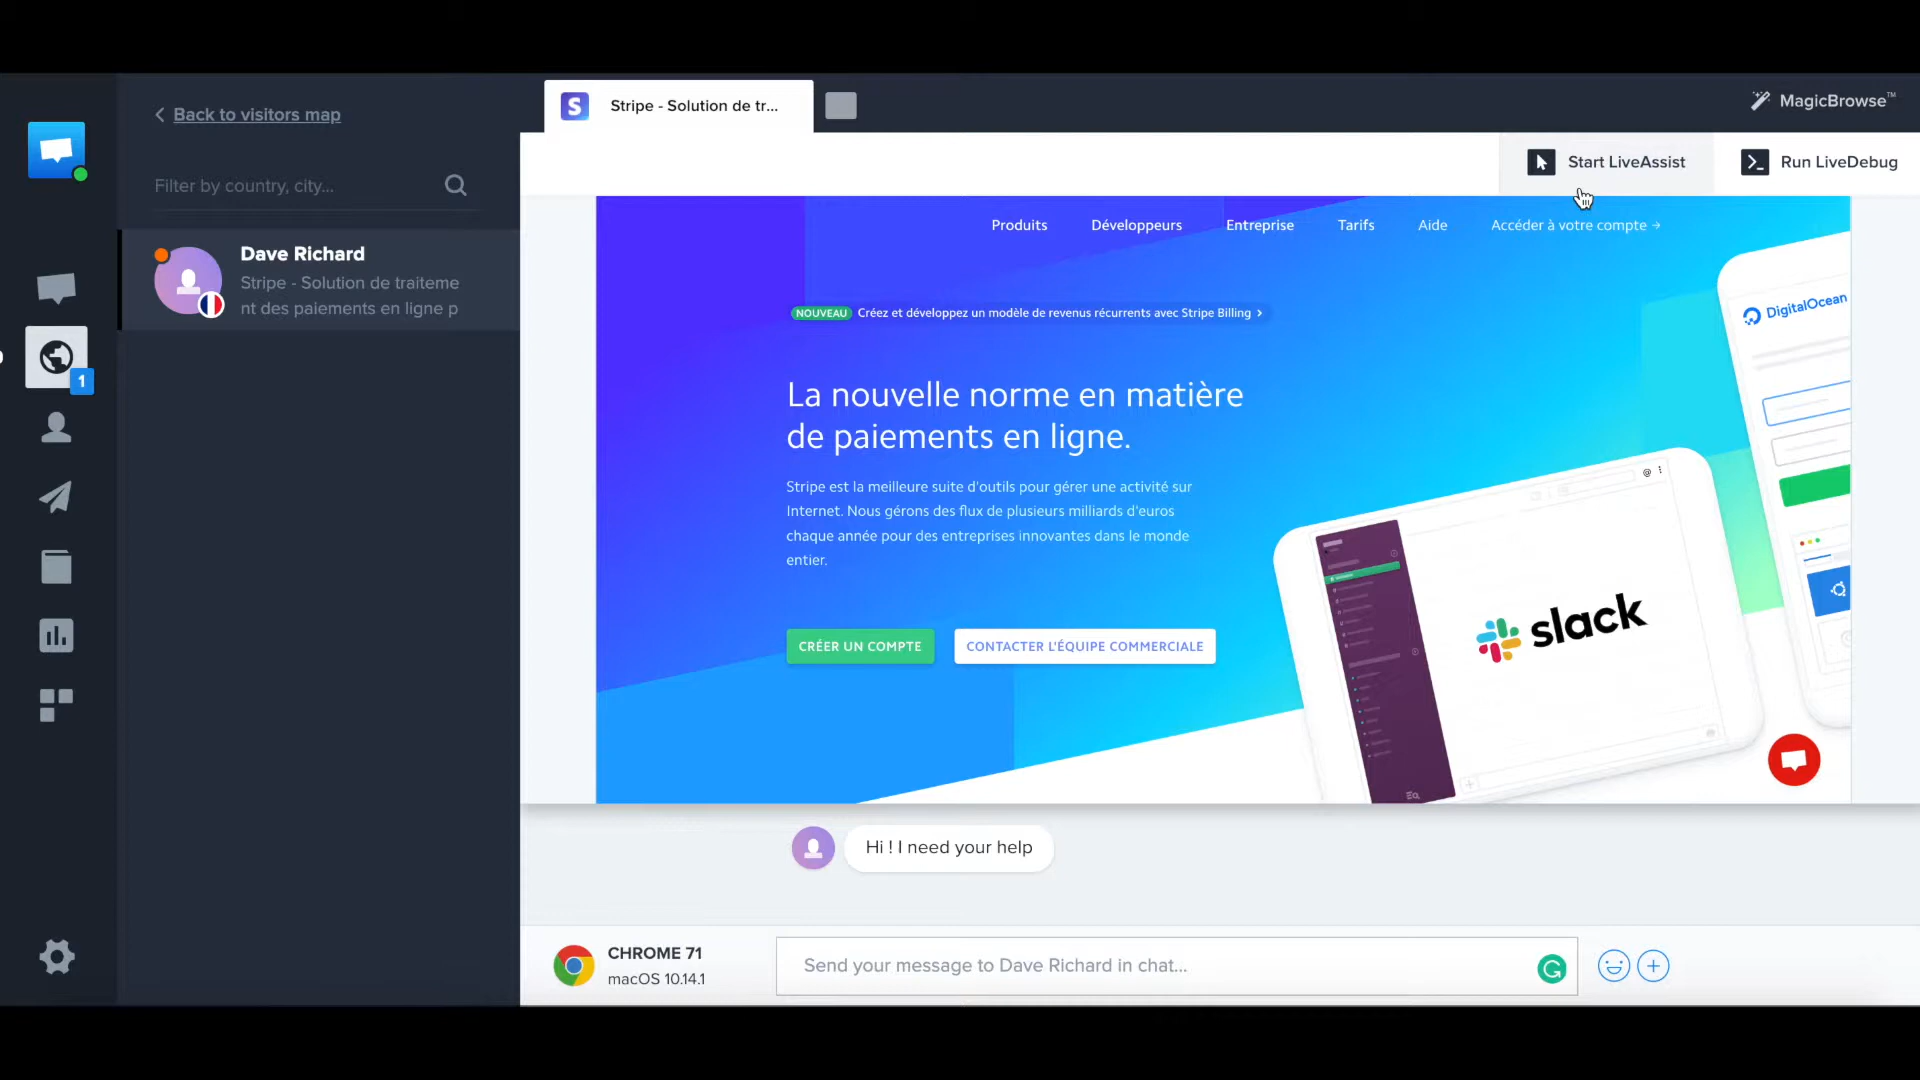 Back to visitors map
Filter by country, city...
Dave Richard
Stripe - Solution de traiteme
nt des paiements en ligne p
1
S Stripe - Solution de tr...
MagicBrowse™
Start LiveAssist
Run LiveDebug
Produits Développeurs Entreprise Tarifs Aide Accéder à votre compte →
NOUVEAU Créez et développez un modèle de revenus récurrents avec Stripe Billing >
La nouvelle norme en matière
de paiements en ligne.
Stripe est la meilleure suite d'outils pour gérer une activité sur
Internet. Nous gérons des flux de plusieurs milliards d'euros
chaque année pour des entreprises innovantes dans le monde
entier.
CRÉER UN COMPTE CONTACTER L'ÉQUIPE COMMERCIALE
DigitalOcean
slack
Hi ! I need your help
CHROME 71
macOS 10.14.1
Send your message to Dave Richard in chat...